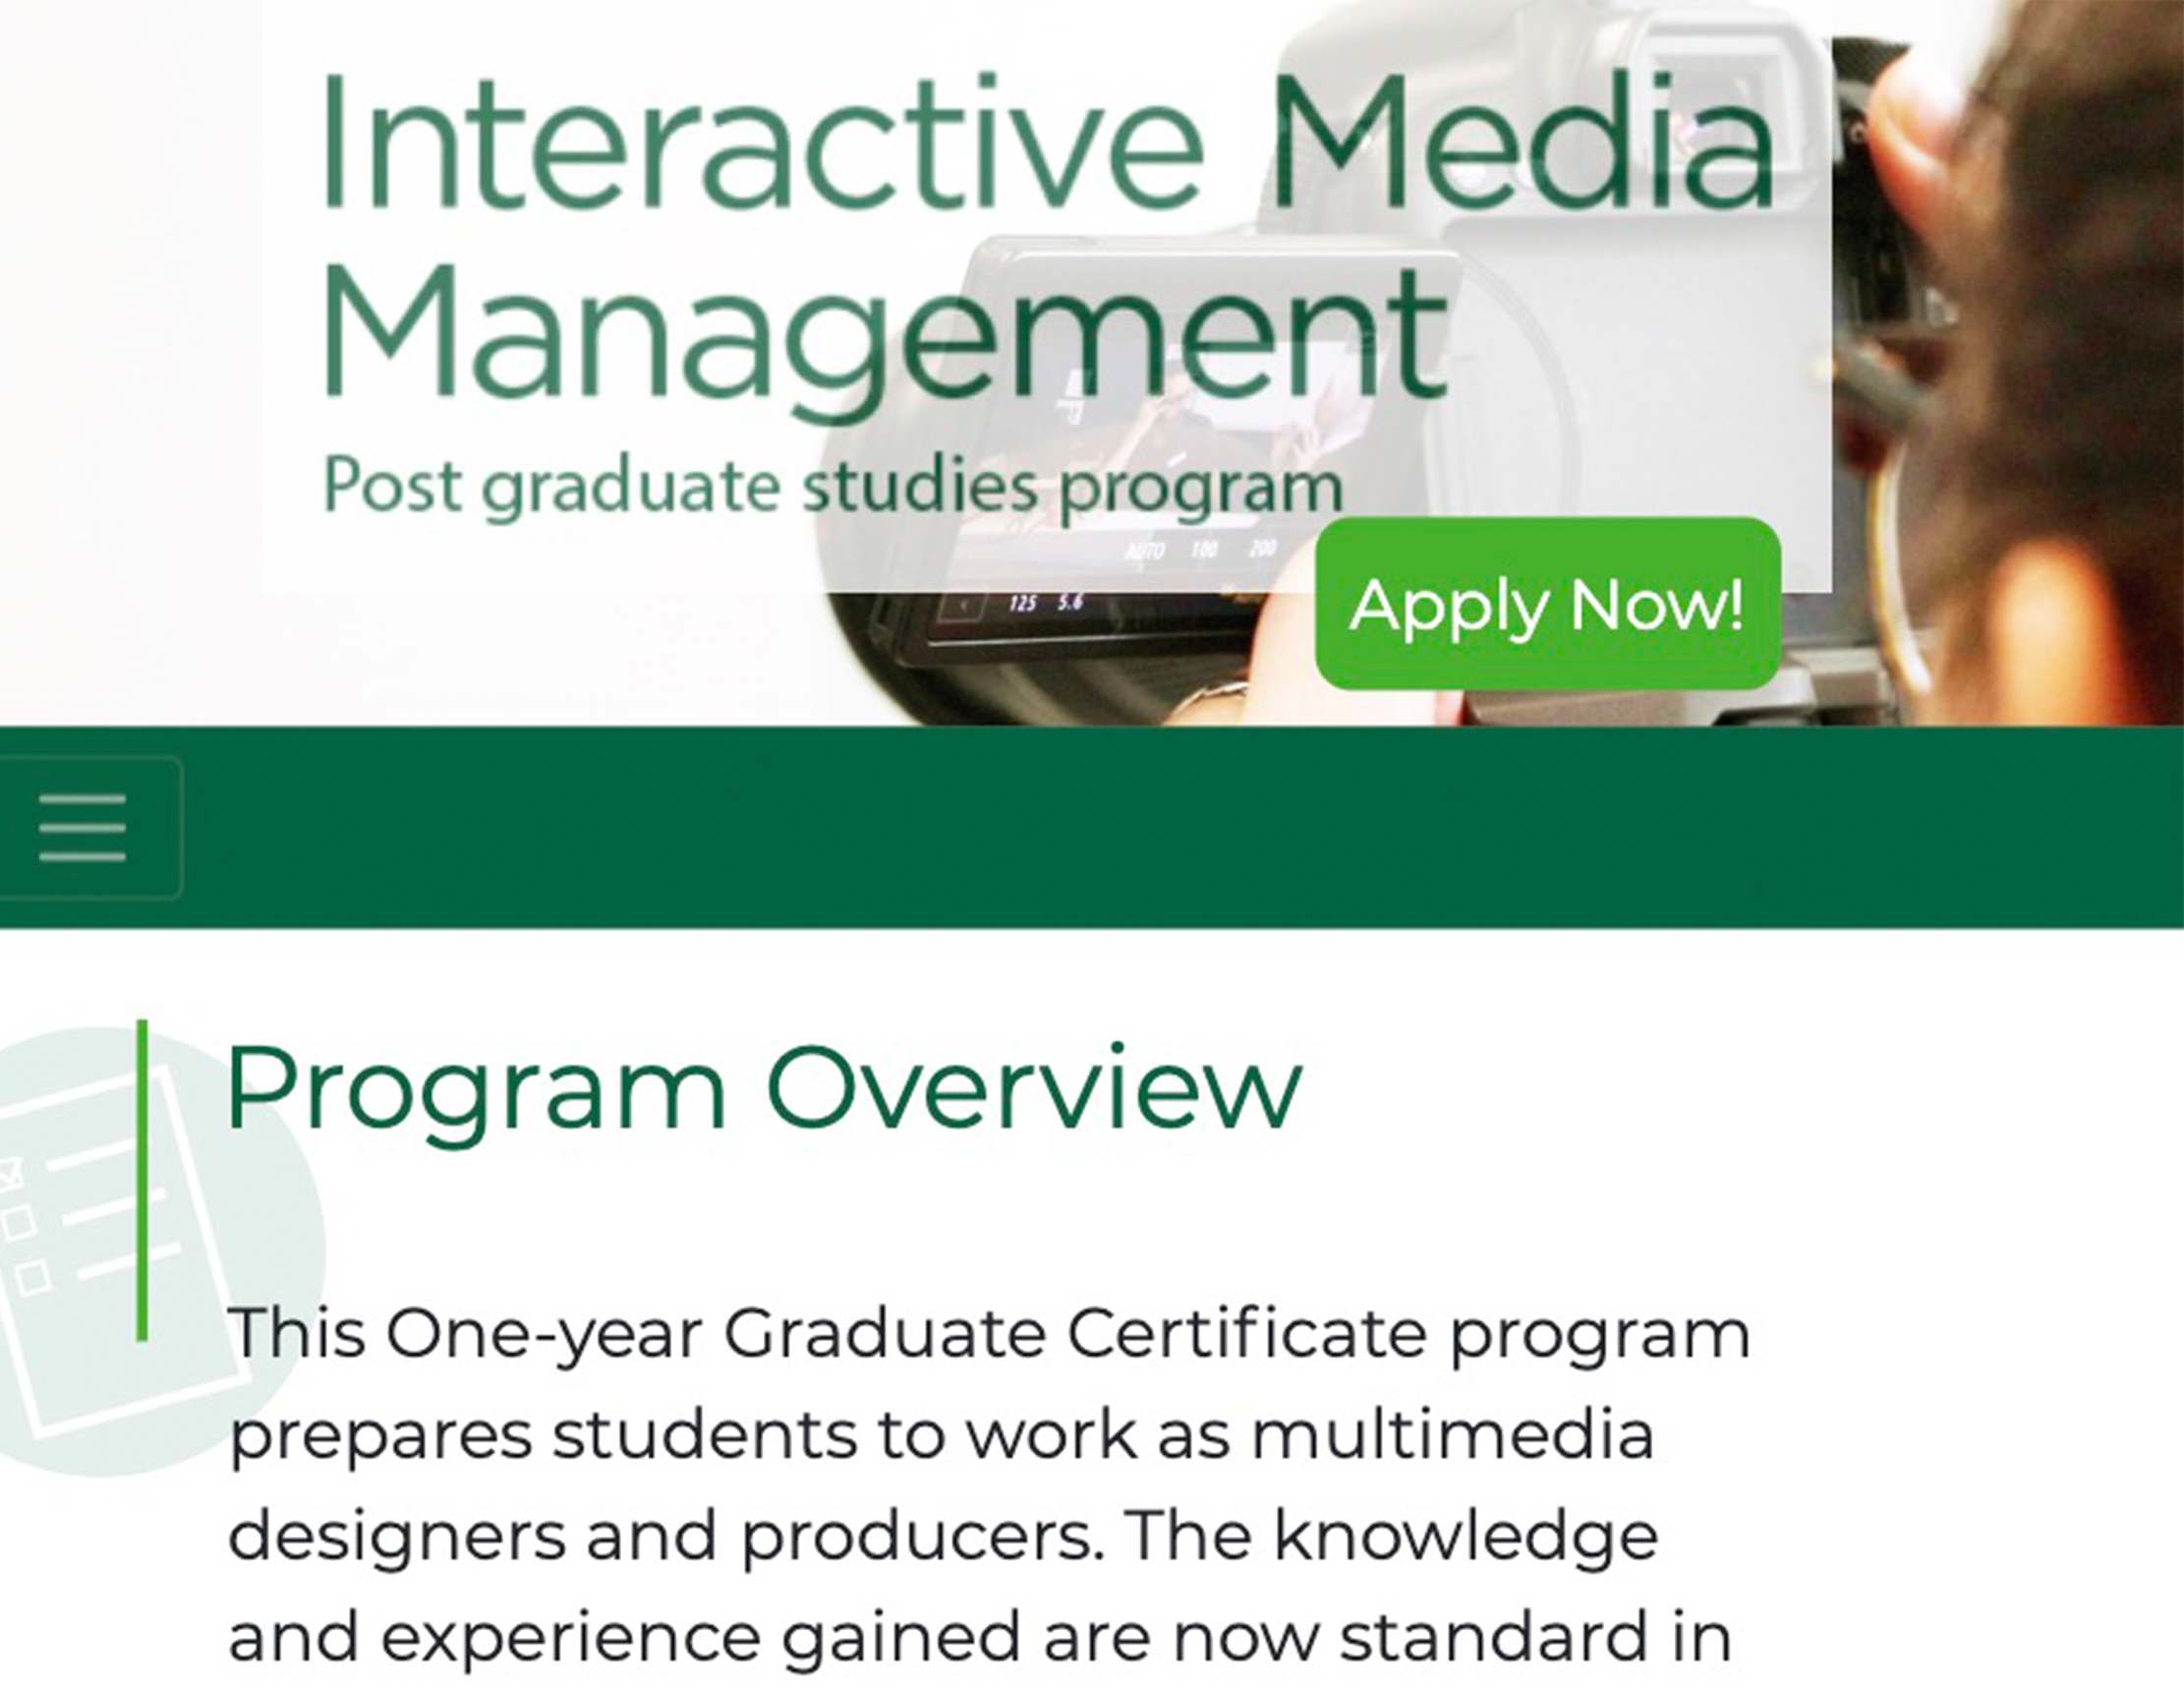 Interactive Media
Management
Post graduate studies program
AUTO 100 200
125 5.6
Apply Now!
Program Overview
This One-year Graduate Certificate program
prepares students to work as multimedia
designers and producers. The knowledge
and experience gained are now standard in